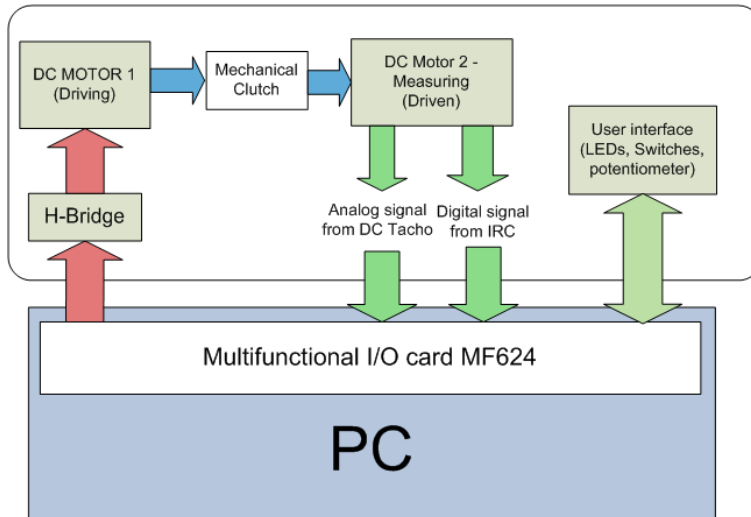 DC MOTOR 1
(Driving)
Mechanical
Clutch
DC Motor 2 -
Measuring
(Driven)
User interface
(LEDs, Switches,
potentiometer)
H-Bridge
Analog signal
from DC Tacho
Digital signal
from IRC
Multifunctional I/O card MF624
PC